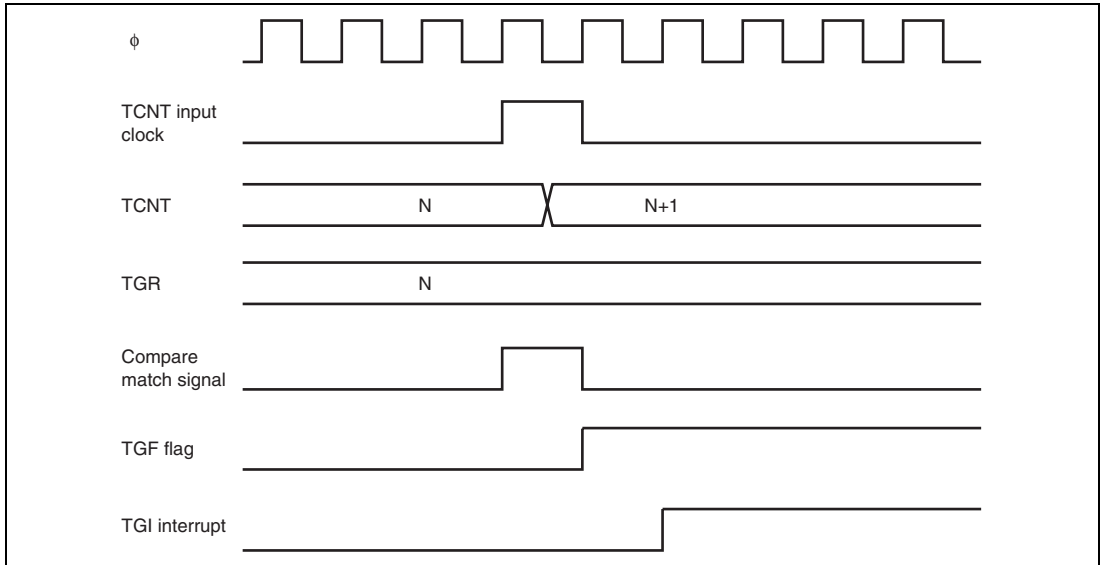 ϕ
TCNT input
clock
TCNT
N
N+1
TGR
N
Compare
match signal
TGF flag
TGI interrupt